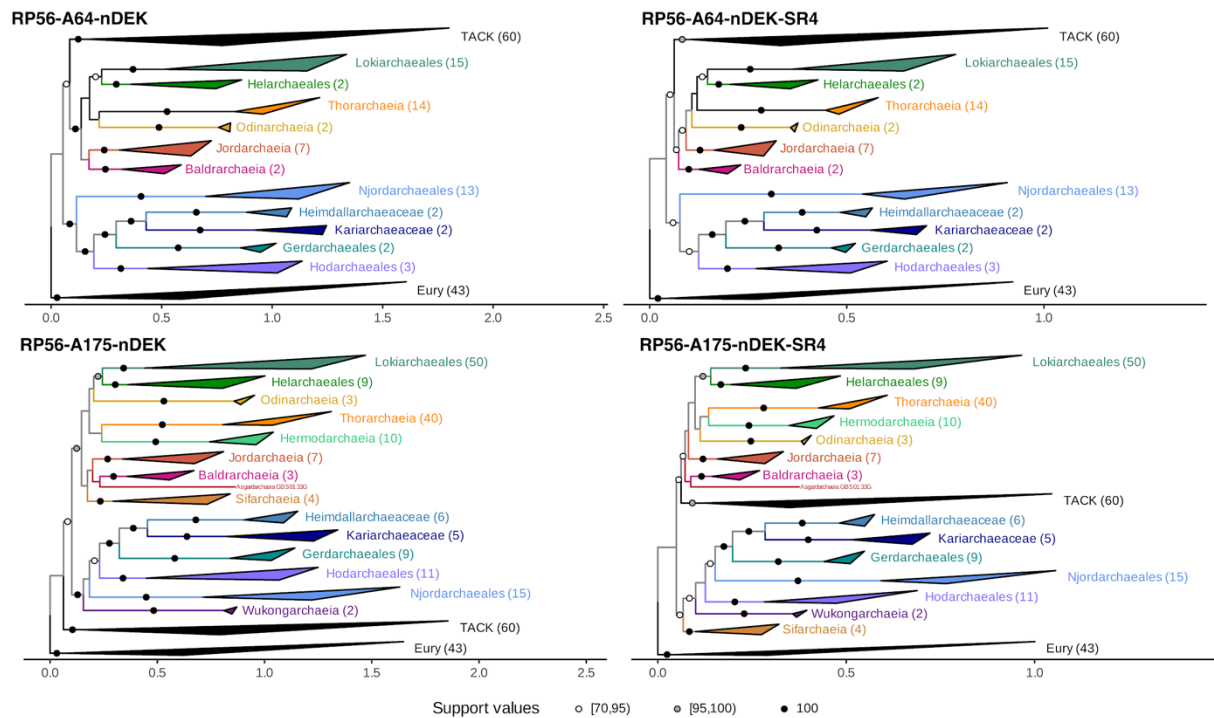 RP56-A64-nDEK
TACK (60)
Lokiarchaeales (15)
Helarchaeales (2)
Thorarchaeia (14)
Odinarchaeia (2)
Jordarchaeia (7)
Baldrarchaeia (2)
Njordarchaeales (13)
Heimdallarchaeaceae (2)
Kariarchaeaceae (2)
Gerdarchaeales (2)
Hodarchaeales (3)
Eury (43)
0.0 0.5 1.0 1.5 2.0 2.5
RP56-A64-nDEK-SR4
TACK (60)
Lokiarchaeales (15)
Helarchaeales (2)
Thorarchaeia (14)
Odinarchaeia (2)
Jordarchaeia (7)
Baldrarchaeia (2)
Njordarchaeales (13)
Heimdallarchaeaceae (2)
Kariarchaeaceae (2)
Gerdarchaeales (2)
Hodarchaeales (3)
Eury (43)
0.0 0.5 1.0
RP56-A175-nDEK
Lokiarchaeales (50)
Helarchaeales (9)
Odinarchaeia (3)
Thorarchaeia (40)
Hermodarchaeia (10)
Jordarchaeia (7)
Baldrarchaeia (3)
Sifarchaeia (4)
Heimdallarchaeaceae (6)
Kariarchaeaceae (5)
Gerdarchaeales (9)
Hodarchaeales (11)
Njordarchaeales (15)
Wukongarchaeia (2)
TACK (60)
Eury (43)
0.0 0.5 1.0 1.5 2.0 2.5
RP56-A175-nDEK-SR4
Lokiarchaeales (50)
Helarchaeales (9)
Thorarchaeia (40)
Hermodarchaeia (10)
Odinarchaeia (3)
Jordarchaeia (7)
Baldrarchaeia (3)
TACK (60)
Heimdallarchaeaceae (6)
Kariarchaeaceae (5)
Gerdarchaeales (9)
Njordarchaeales (15)
Hodarchaeales (11)
Wukongarchaeia (2)
Sifarchaeia (4)
Eury (43)
0.0 0.5 1.0
Support values [70,95) [95,100) 100